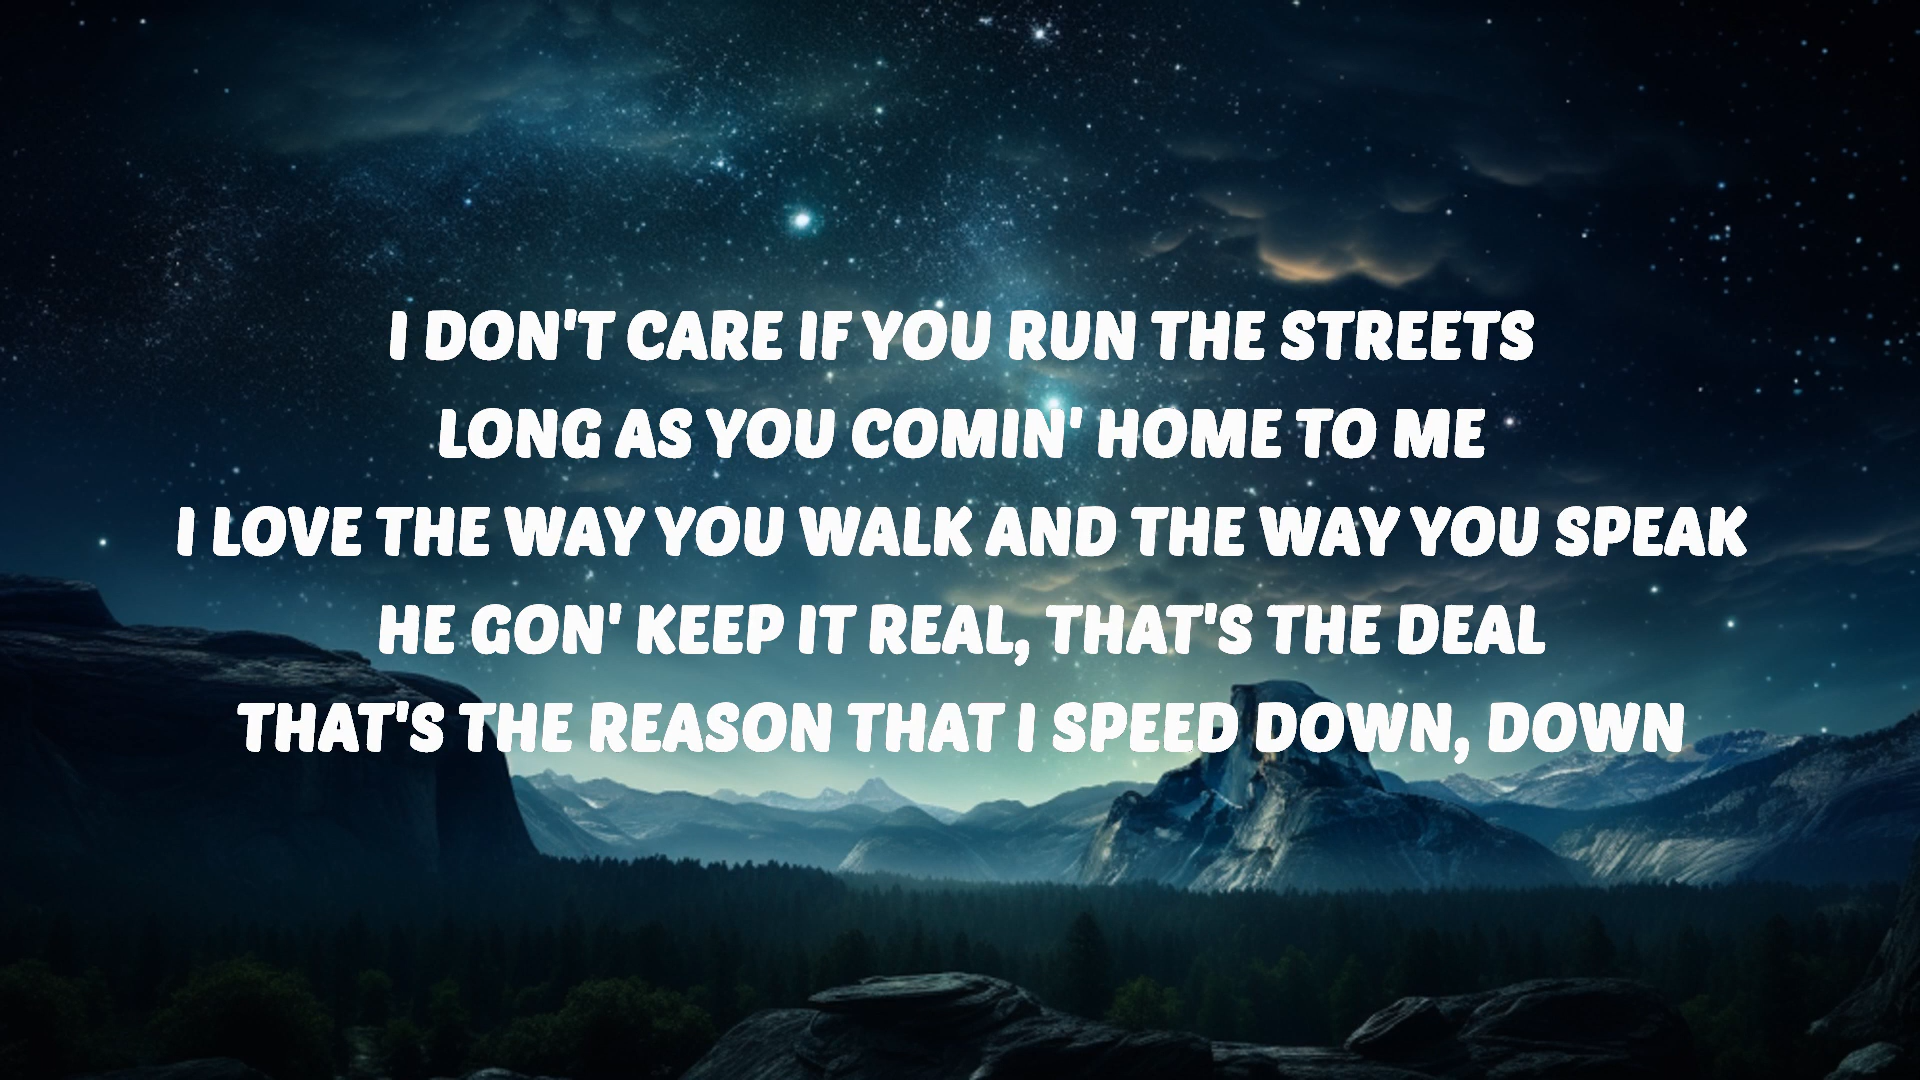 I DON'T CARE IF YOU RUN THE STREETS
LONG AS YOU COMIN' HOME TO ME
I LOVE THE WAY YOU WALK AND THE WAY YOU SPEAK
HE GON' KEEP IT REAL, THAT'S THE DEAL
THAT'S THE REASON THAT I SPEED DOWN, DOWN